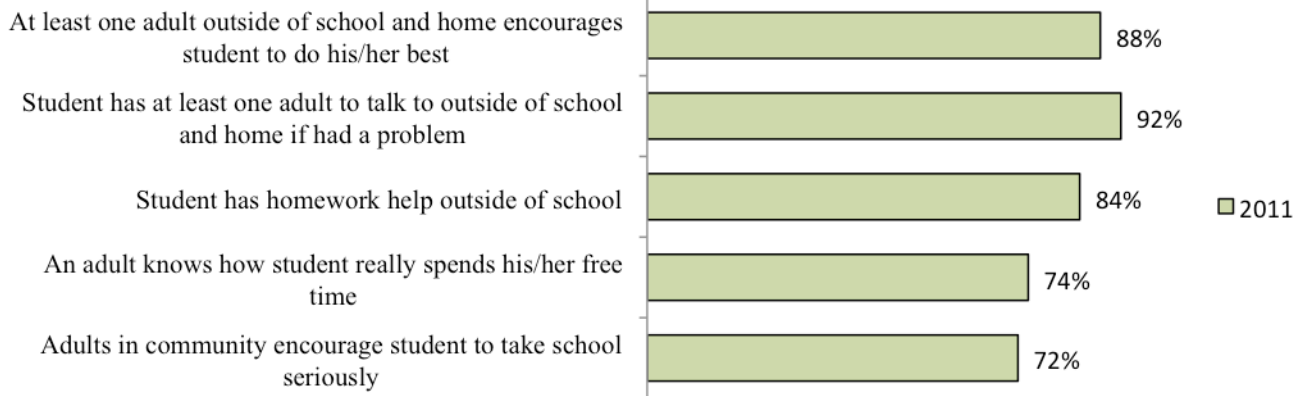 At least one adult outside of school and home encourages
student to do his/her best
88%
Student has at least one adult to talk to outside of school
and home if had a problem
92%
Student has homework help outside of school
84%
2011
An adult knows how student really spends his/her free
time
74%
Adults in community encourage student to take school
seriously
72%